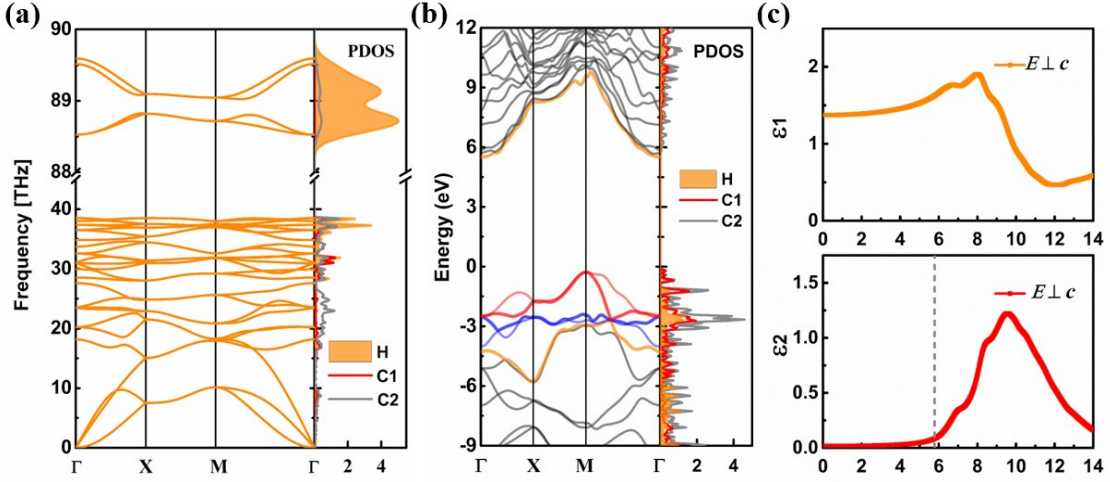 (a)
90
89
88
40
30
20
10
0
Frequency [THz]
Γ X M Γ 2 4
PDOS
H
C1
C2
(b)
12
9
6
3
0
-3
-6
-9
Energy (eV)
Γ X M Γ 2 4
PDOS
H
C1
C2
(c)
2
1
0
ε1
E⊥c
0 2 4 6 8 10 12 14
1.5
1.0
0.5
0.0
ε2
E⊥c
0 2 4 6 8 10 12 14